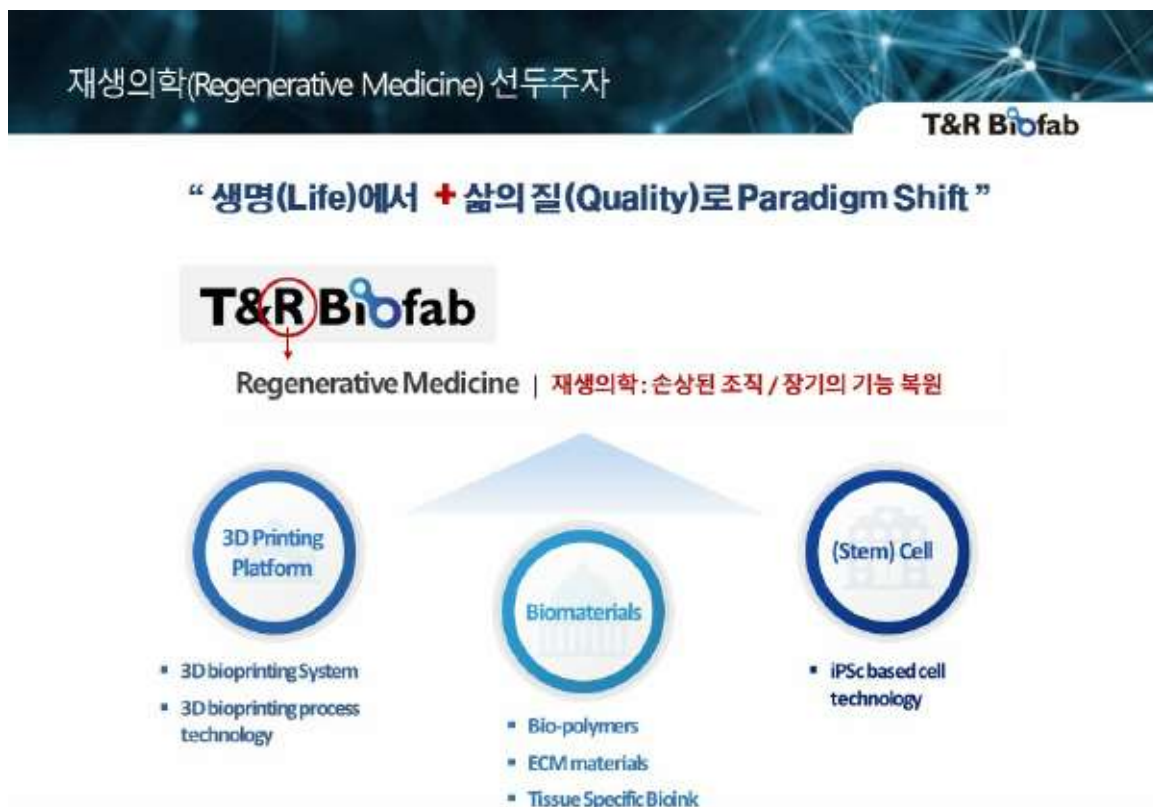 재생의학(Regenerative Medicine) 선두주자
T&R Biofab
“ 생명(Life)에서 + 삶의 질(Quality)로 Paradigm Shift ”
T&R Biofab
Regenerative Medicine | 재생의학 : 손상된 조직 / 장기의 기능 복원
3D Printing
Platform
▪ 3D bioprinting System
▪ 3D bioprinting process
technology
Biomaterials
▪ Bio-polymers
▪ ECM materials
▪ Tissue Specific Bioink
(Stem) Cell
▪ iPSc based cell
technology